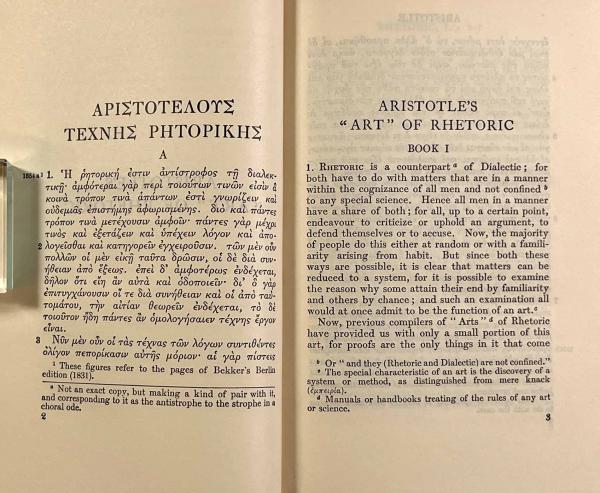 ΑΡΙΣΤΟΤΕΛΟΥΣ
ΤΕΧΝΗΣ ΡΗΤΟΡΙΚΗΣ
Α
1354 a 1 1. Ἡ ῥητορική ἐστιν ἀντίστροφος τῇ διαλεκ-
τικῇ· ἀμφότεραι γὰρ περὶ τοιούτων τινῶν εἰσὶν ἃ
κοινὰ τρόπον τινὰ ἁπάντων ἐστὶ γνωρίζειν καὶ
οὐδεμιᾶς ἐπιστήμης ἀφωρισμένης. διὸ καὶ πάντες
τρόπον τινὰ μετέχουσιν ἀμφοῖν· πάντες γὰρ μέχρι
τινὸς καὶ ἐξετάζειν καὶ ὑπέχειν λόγον καὶ ἀπο-
2 λογεῖσθαι καὶ κατηγορεῖν ἐγχειροῦσιν. τῶν μὲν οὖν
πολλῶν οἱ μὲν εἰκῇ ταῦτα δρῶσιν, οἱ δὲ διὰ συν-
ήθειαν ἀπὸ ἕξεως. ἐπεὶ δ᾽ ἀμφοτέρως ἐνδέχεται,
δῆλον ὅτι εἴη ἂν αὐτὰ καὶ ὁδοποιεῖν· δι᾽ ὃ γὰρ
ἐπιτυγχάνουσιν οἵ τε διὰ συνήθειαν καὶ οἱ ἀπὸ ταὐ-
τομάτου, τὴν αἰτίαν θεωρεῖν ἐνδέχεται, τὸ δὲ
τοιοῦτον ἤδη πάντες ἂν ὁμολογήσαιεν τέχνης ἔργον
εἶναι.
3 Νῦν μὲν οὖν οἱ τὰς τέχνας τῶν λόγων συντιθέντες
ὀλίγον πεπορίκασιν αὐτῆς μόριον· αἱ γὰρ πίστεις
¹ These figures refer to the pages of Bekker's Berlin
edition (1831).
ᵃ Not an exact copy, but making a kind of pair with it,
and corresponding to it as the antistrophe to the strophe in a
choral ode.
2
ARISTOTLE'S
"ART" OF RHETORIC
BOOK I
1. RHETORIC is a counterpart ᵃ of Dialectic; for
both have to do with matters that are in a manner
within the cognizance of all men and not confined ᵇ
to any special science. Hence all men in a manner
have a share of both; for all, up to a certain point,
endeavour to criticize or uphold an argument, to
defend themselves or to accuse. Now, the majority
of people do this either at random or with a famili-
arity arising from habit. But since both these
ways are possible, it is clear that matters can be
reduced to a system, for it is possible to examine
the reason why some attain their end by familiarity
and others by chance; and such an examination all
would at once admit to be the function of an art.ᶜ
Now, previous compilers of "Arts" ᵈ of Rhetoric
have provided us with only a small portion of this
art, for proofs are the only things in it that come
ᵇ Or "and they (Rhetoric and Dialectic) are not confined."
ᶜ The special characteristic of an art is the discovery of a
system or method, as distinguished from mere knack
(ἐμπειρία).
ᵈ Manuals or handbooks treating of the rules of any art
or science.
3